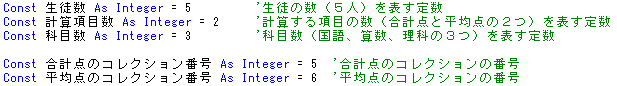 Const 生徒数 As Integer = 5 '生徒の数（５人）を表す定数
Const 計算項目数 As Integer = 2 '計算する項目の数（合計点と平均点の２つ）を表す定数
Const 科目数 As Integer = 3 '科目数（国語、算数、理科の３つ）を表す定数
Const 合計点のコレクション番号 As Integer = 5 '合計点のコレクションの番号
Const 平均点のコレクション番号 As Integer = 6 '平均点のコレクションの番号